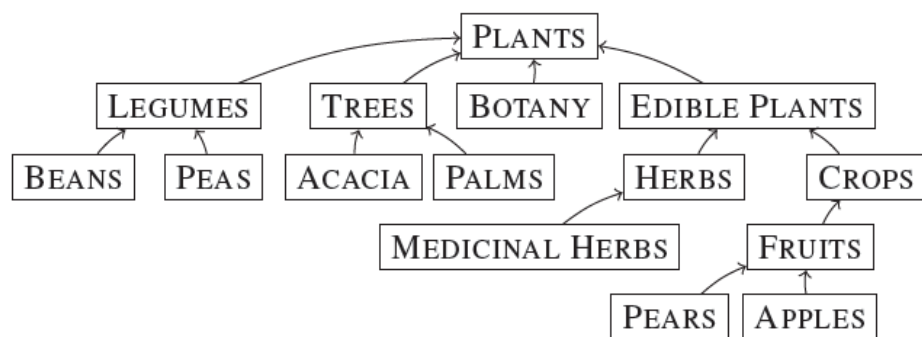 PLANTS
LEGUMES TREES BOTANY EDIBLE PLANTS
BEANS PEAS ACACIA PALMS HERBS CROPS
MEDICINAL HERBS FRUITS
PEARS APPLES